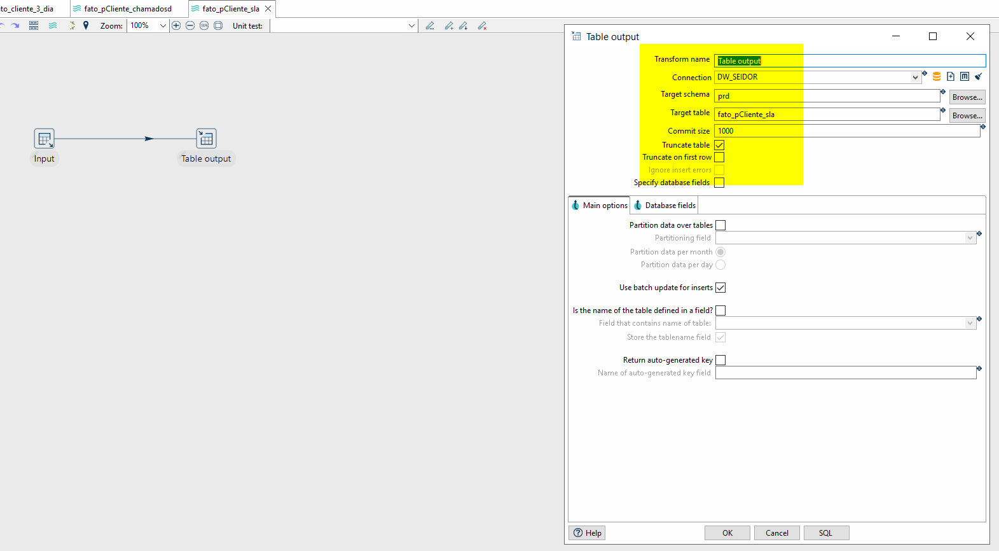 to_cliente_3_dia
fato_pCliente_chamadosd
fato_pCliente_sla
Zoom: 100%
100%
Unit test:
Input
Table output
Table output
Transform name Table output
Connection DW_SEIDOR
Target schema prd Browse...
Target table fato_pCliente_sla Browse...
Commit size 1000
Truncate table
Truncate on first row
Ignore insert errors
Specify database fields
Main options Database fields
Partition data over tables
Partitioning field
Partition data per month
Partition data per day
Use batch update for inserts
Is the name of the table defined in a field?
Field that contains name of table:
Store the tablename field
Return auto-generated key
Name of auto-generated key field
Help OK Cancel SQL